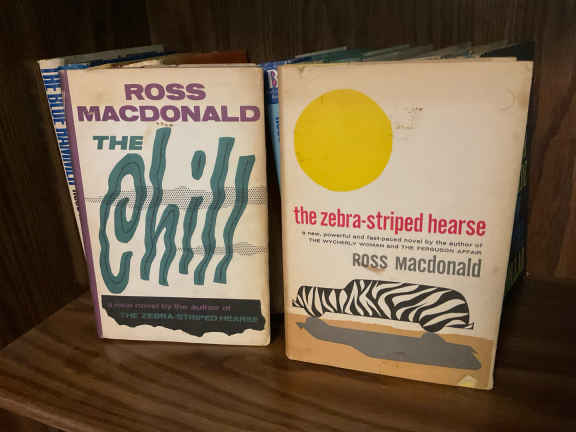 ROSS
MACDONALD
THE
chill
a new novel by the author of
THE ZEBRA-STRIPED HEARSE
the zebra-striped hearse
a new, powerful and fast-paced novel by the author of
THE WYCHERLY WOMAN and THE FERGUSON AFFAIR
ROSS Macdonald